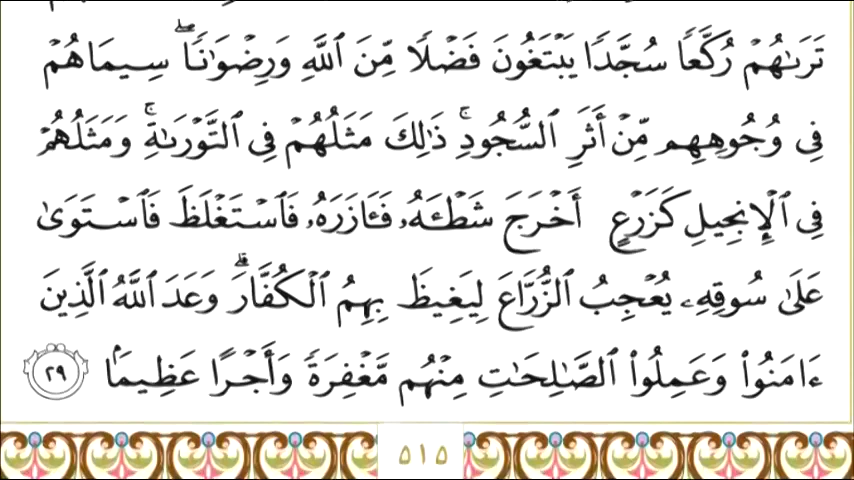 تَرَىٰهُمْ رُكَّعًا سُجَّدًا يَبْتَغُونَ فَضْلًا مِّنَ ٱللَّهِ وَرِضْوَٰنًا ۖ سِيمَاهُمْ
فِى وُجُوهِهِم مِّنْ أَثَرِ ٱلسُّجُودِ ۚ ذَٰلِكَ مَثَلُهُمْ فِى ٱلتَّوْرَىٰةِ ۚ وَمَثَلُهُمْ
فِى ٱلْإِنجِيلِ كَزَرْعٍ أَخْرَجَ شَطْـَٔهُۥ فَـَٔازَرَهُۥ فَٱسْتَغْلَظَ فَٱسْتَوَىٰ
عَلَىٰ سُوقِهِۦ يُعْجِبُ ٱلزُّرَّاعَ لِيَغِيظَ بِهِمُ ٱلْكُفَّارَ ۗ وَعَدَ ٱللَّهُ ٱلَّذِينَ
ءَامَنُوا۟ وَعَمِلُوا۟ ٱلصَّٰلِحَٰتِ مِنْهُم مَّغْفِرَةً وَأَجْرًا عَظِيمًۢا ٢٩
٥١٥